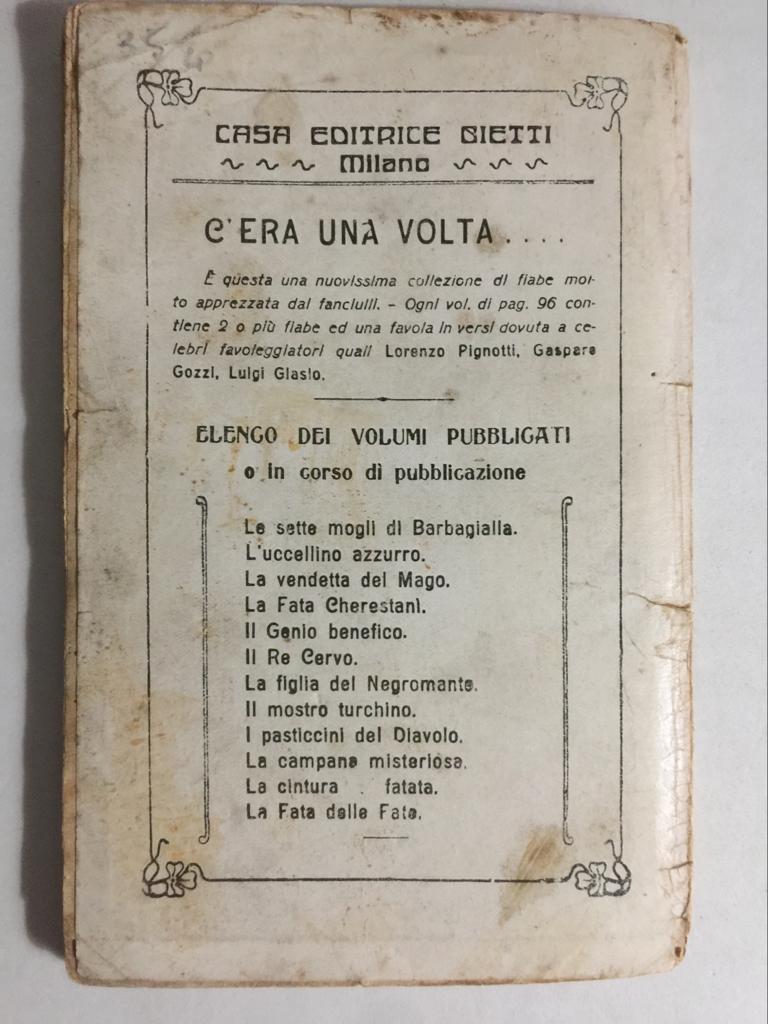 35
CASA EDITRICE BIETTI
Milano
C'ERA UNA VOLTA....
È questa una nuovissima collezione di fiabe mol-
to apprezzata dai fanciulli. - Ogni vol. di pag. 96 con-
tiene 2 o più fiabe ed una favola in versi dovuta a ce-
lebri favoleggiatori quali Lorenzo Pignotti, Gaspare
Gozzi, Luigi Glasio.
ELENCO DEI VOLUMI PUBBLICATI
o in corso di pubblicazione
Le sette mogli di Barbagialla.
L'uccellino azzurro.
La vendetta del Mago.
La Fata Cherestani.
Il Genio benefico.
Il Re Cervo.
La figlia del Negromante.
Il mostro turchino.
I pasticcini del Diavolo.
La campana misteriosa.
La cintura . fatata.
La Fata delle Fate.